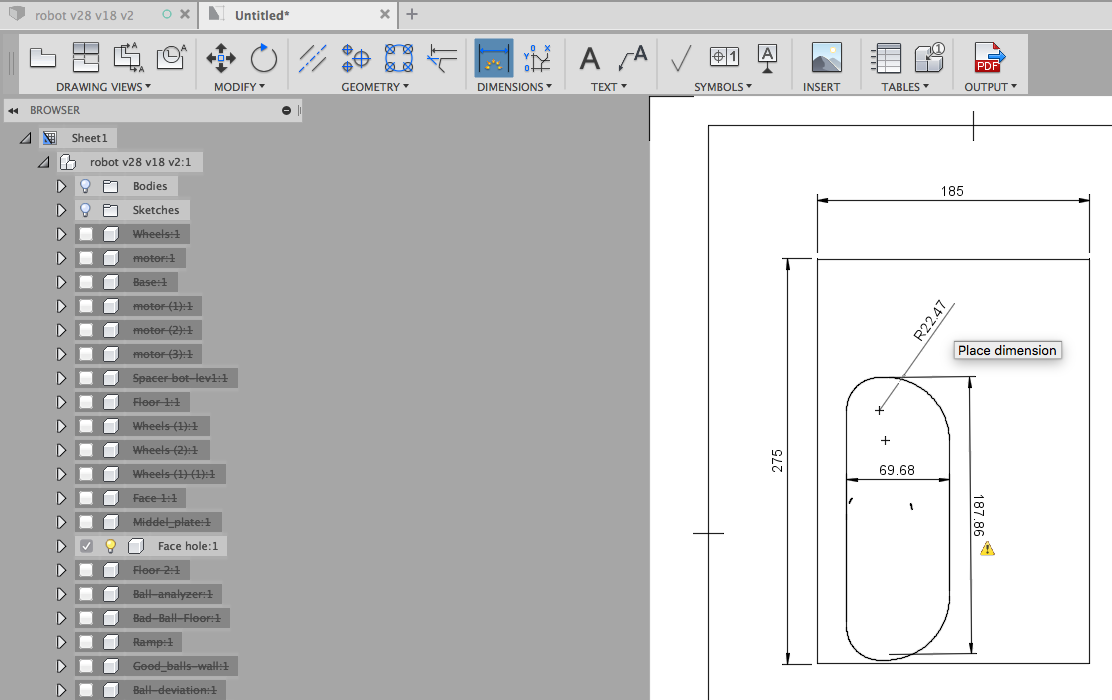 robot v28 v18 v2
Untitled*
DRAWING VIEWS
MODIFY
GEOMETRY
DIMENSIONS
TEXT
SYMBOLS
INSERT
TABLES
OUTPUT
BROWSER
Sheet1
robot v28 v18 v2:1
Bodies
Sketches
Wheels:1
motor:1
Base:1
motor (1):1
motor (2):1
motor (3):1
Spacer bot-lev1:1
Floor 1:1
Wheels (1):1
Wheels (2):1
Wheels (1) (1):1
Face 1:1
Middel_plate:1
Face hole:1
Floor 2:1
Ball-analyzer:1
Bad-Ball-Floor:1
Ramp:1
Good_balls-wall:1
Ball-deviation:1
185
R22.47
Place dimension
275
69.68
187.86